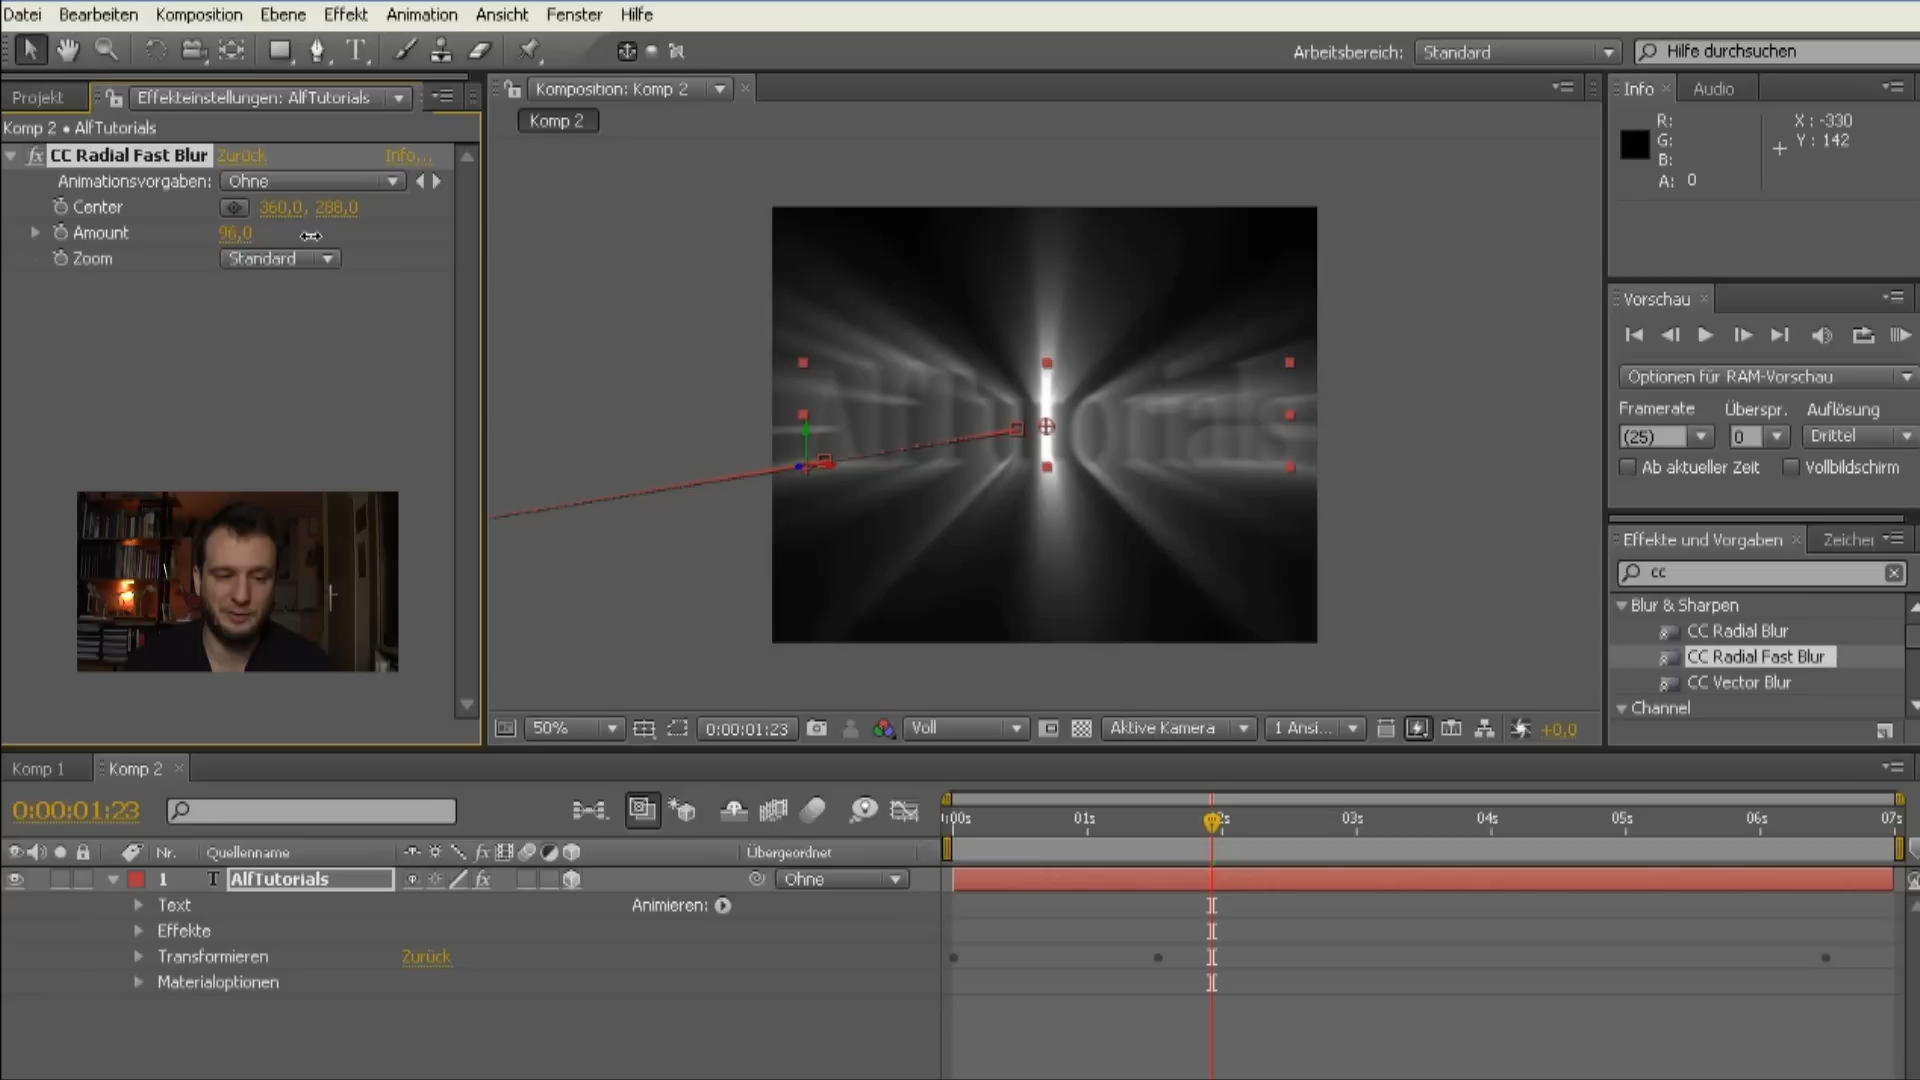 Datei Bearbeiten Komposition Ebene Effekt Animation Ansicht Fenster Hilfe
Arbeitsbereich: Standard Hilfe durchsuchen
Projekt Effekteinstellungen: AlfTutorials
Komposition: Komp 2
Info Audio
Komp 2
Komp 2 • AlfTutorials
R:
G:
B:
A: 0
X : -330
Y : 142
fx CC Radial Fast Blur Zurück Info...
Animationsvorgaben: Ohne
Center 360,0, 288,0
Amount 96,0
Zoom Standard
AlfTutorials
Vorschau
Optionen für RAM-Vorschau
Framerate Überspr. Auflösung
(25) 0 Drittel
Ab aktueller Zeit Vollbildschirm
Effekte und Vorgaben Zeicher
cc
Blur & Sharpen
CC Radial Blur
CC Radial Fast Blur
CC Vector Blur
Channel
50% 0:00:01:23 Voll Aktive Kamera 1 Ansi... +0,0
Komp 1 Komp 2
0:00:01:23
:00s 01s 2s 03s 04s 05s 06s 07s
Nr. Quellenname fx Übergeordnet
1 T AlfTutorials fx Ohne
Text Animieren:
Effekte
Transformieren Zurück
Materialoptionen